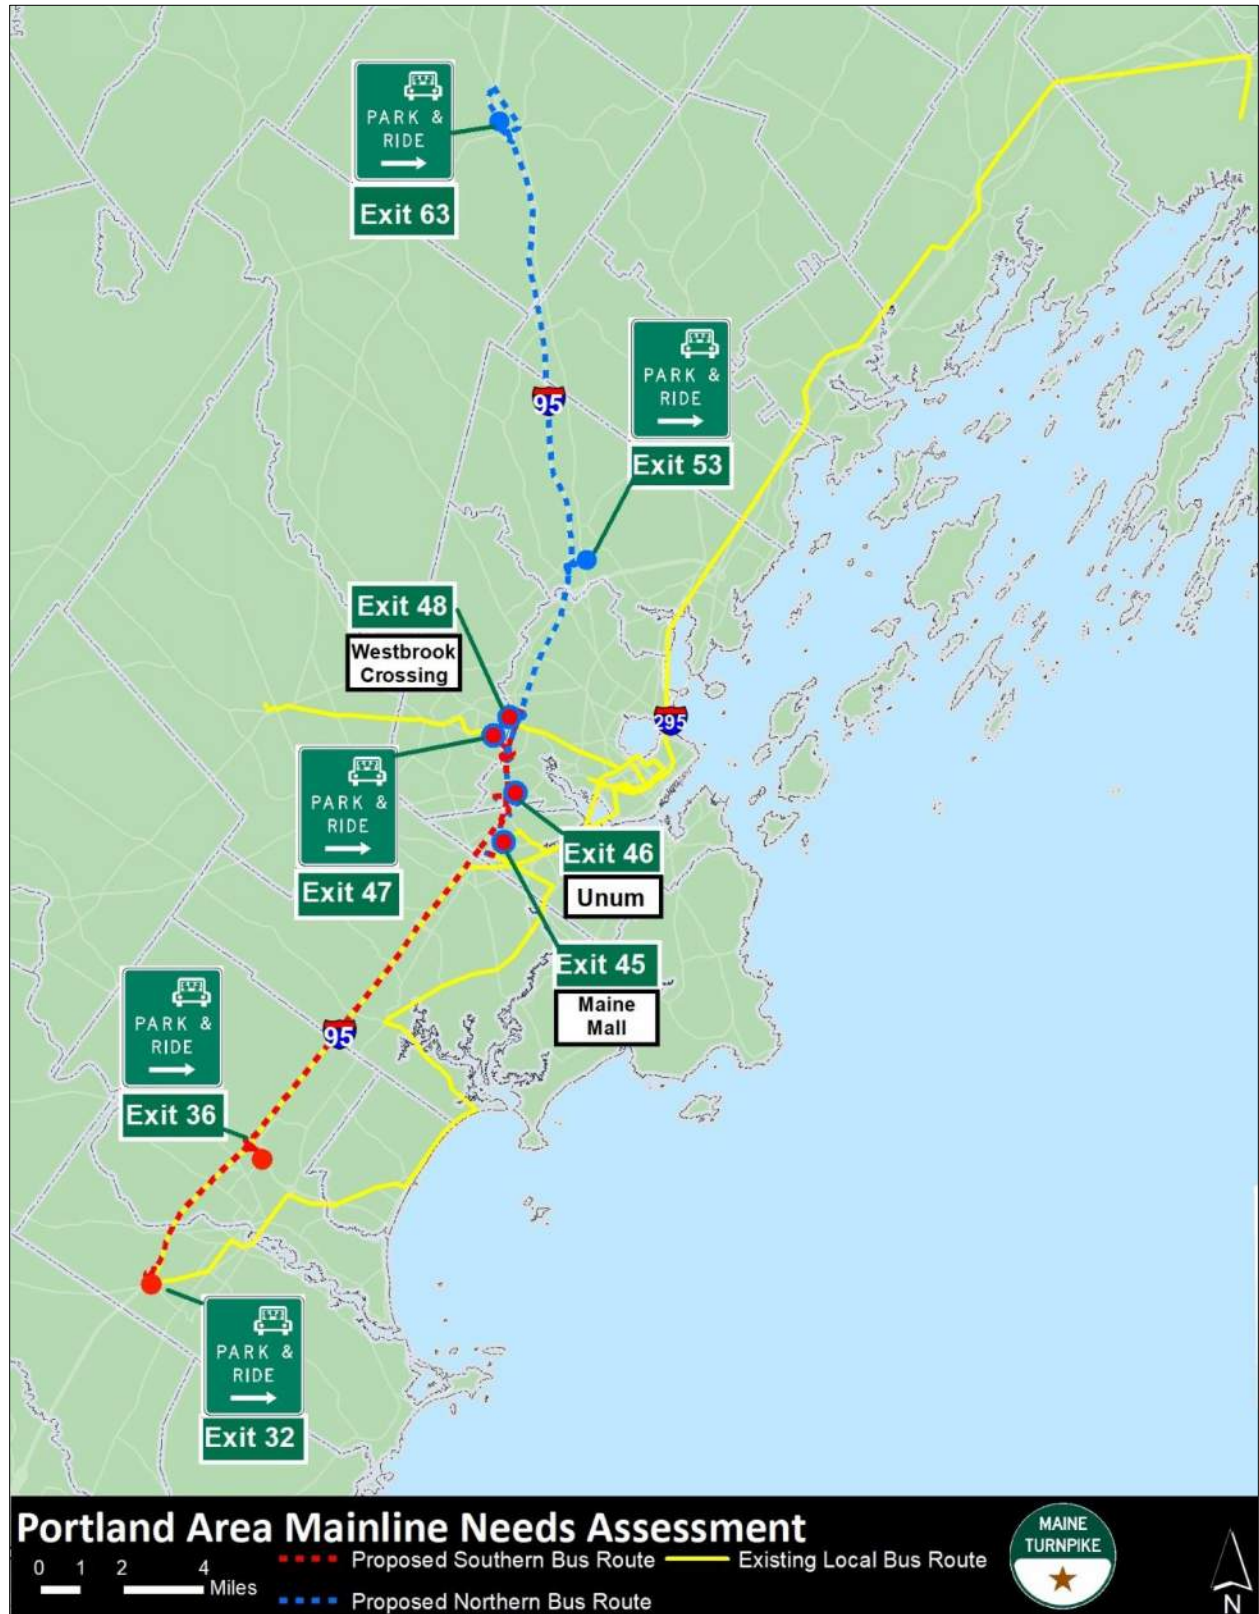 PARK &
RIDE
Exit 63
PARK &
RIDE
Exit 53
95
Exit 48
Westbrook
Crossing
295
PARK &
RIDE
Exit 47
Exit 46
Unum
Exit 45
Maine
Mall
PARK &
RIDE
Exit 36
95
PARK &
RIDE
Exit 32
Portland Area Mainline Needs Assessment
0 1 2 4
Miles
Proposed Southern Bus Route
Existing Local Bus Route
Proposed Northern Bus Route
MAINE
TURNPIKE
N